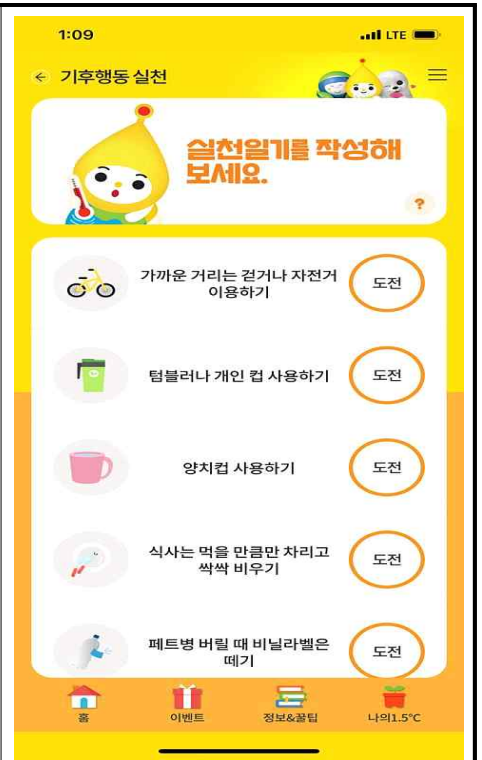 1:09
LTE
기후행동 실천
실천일기를 작성해
보세요.
?
가까운 거리는 걷거나 자전거
이용하기
도전
텀블러나 개인 컵 사용하기
도전
양치컵 사용하기
도전
식사는 먹을 만큼만 차리고
싹싹 비우기
도전
페트병 버릴 때 비닐라벨은
떼기
도전
홈
이벤트
정보&꿀팁
나의1.5℃